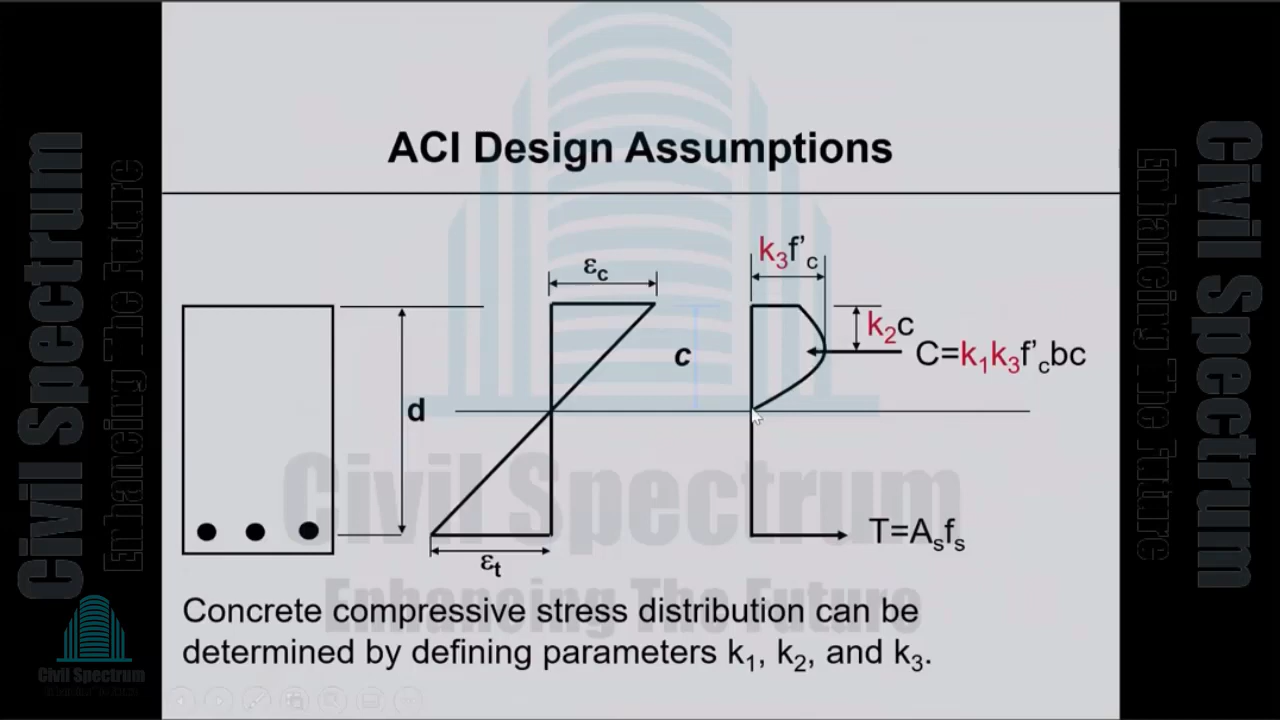 ACI Design Assumptions
k₃f'c
εc
k₂c
c
C=k₁k₃f'cbc
d
T=Aₛfₛ
εt
Concrete compressive stress distribution can be
determined by defining parameters k₁, k₂, and k₃.
Civil Spectrum
Enhancing The Future
Civil Spectrum
Enhancing The Future
Civil Spectrum
Enhancing The Future
Civil Spectrum